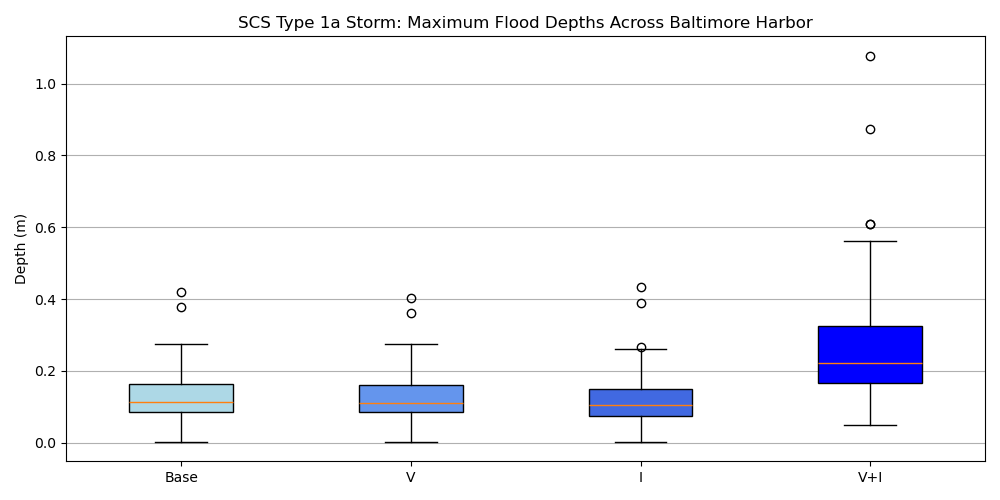 SCS Type 1a Storm: Maximum Flood Depths Across Baltimore Harbor
Depth (m)
1.0
0.8
0.6
0.4
0.2
0.0
Base
V
I
V+I